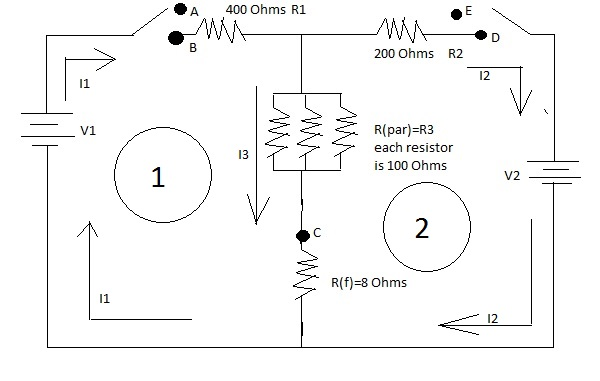 A
400 Ohms R1
E
B
D
200 Ohms R2
I1
I2
V1
R(par)=R3
each resistor
is 100 Ohms
I3
1
V2
2
C
R(f)=8 Ohms
I1
I2